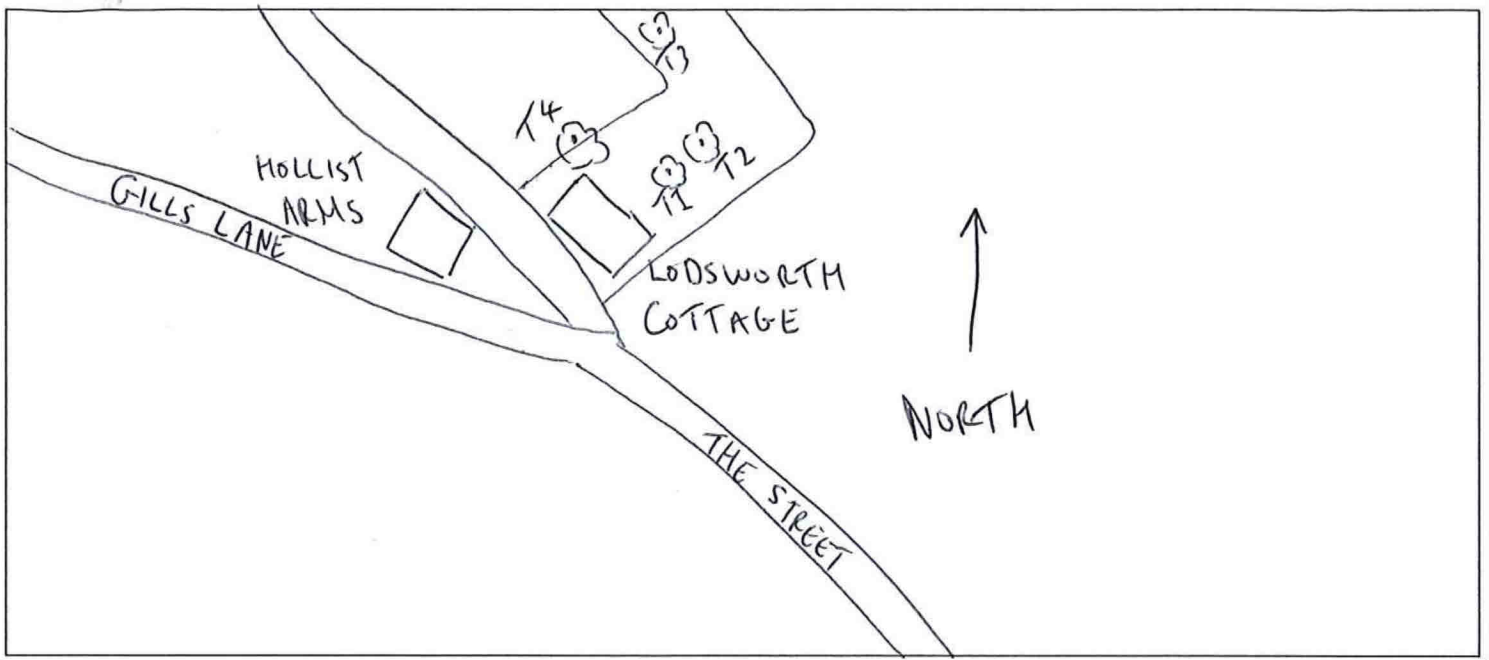 T3
T4
T2
T1
HOLLIST
ARMS
GILLS LANE
LODSWORTH
COTTAGE
NORTH
THE STREET